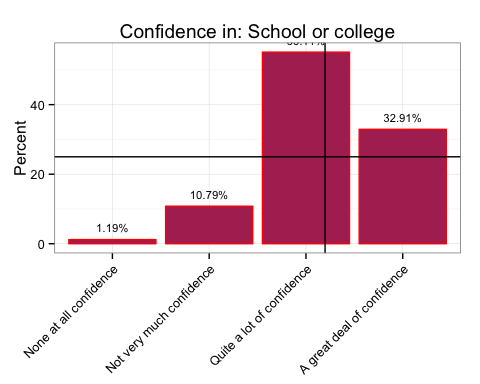 Confidence in: School or college
Percent
40
20
0
1.19%
10.79%
32.91%
None at all confidence
Not very much confidence
Quite a lot of confidence
A great deal of confidence